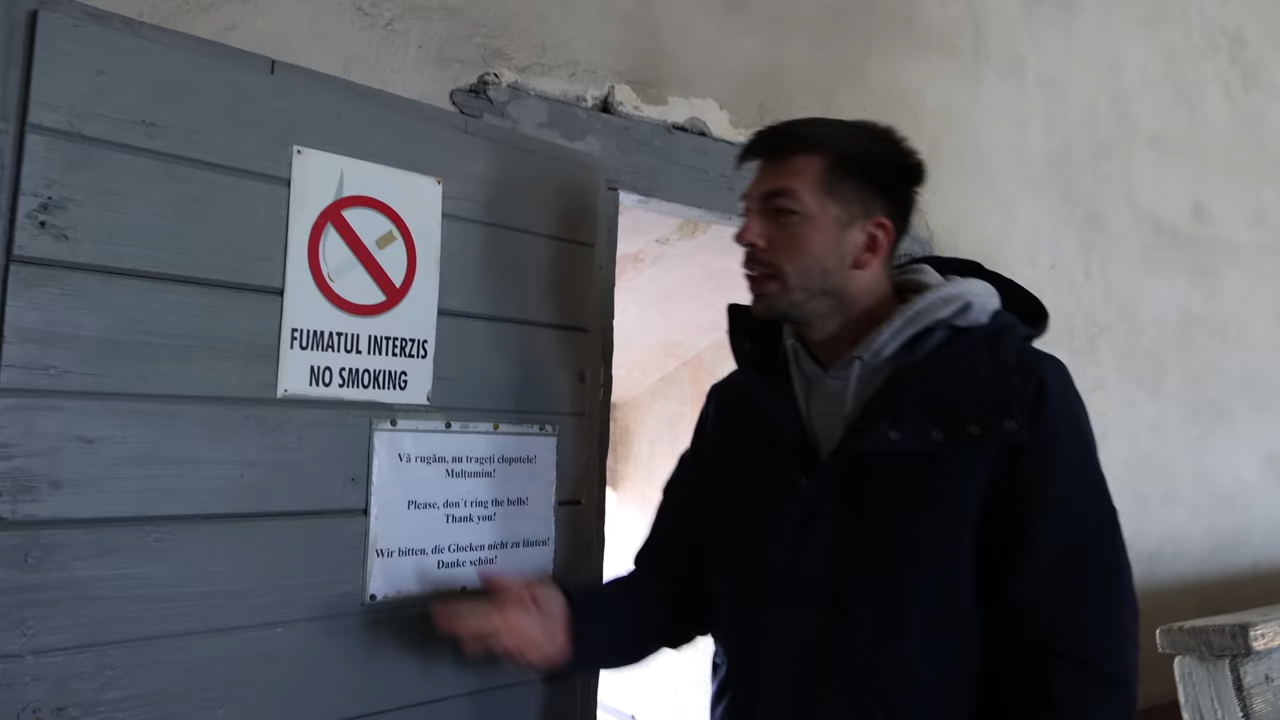 FUMATUL INTERZIS
NO SMOKING
Vă rugăm, nu trageți clopotele!
Mulțumim!
Please, don´t ring the bells!
Thank you!
Wir bitten, die Glocken nicht zu läuten!
Danke schön!